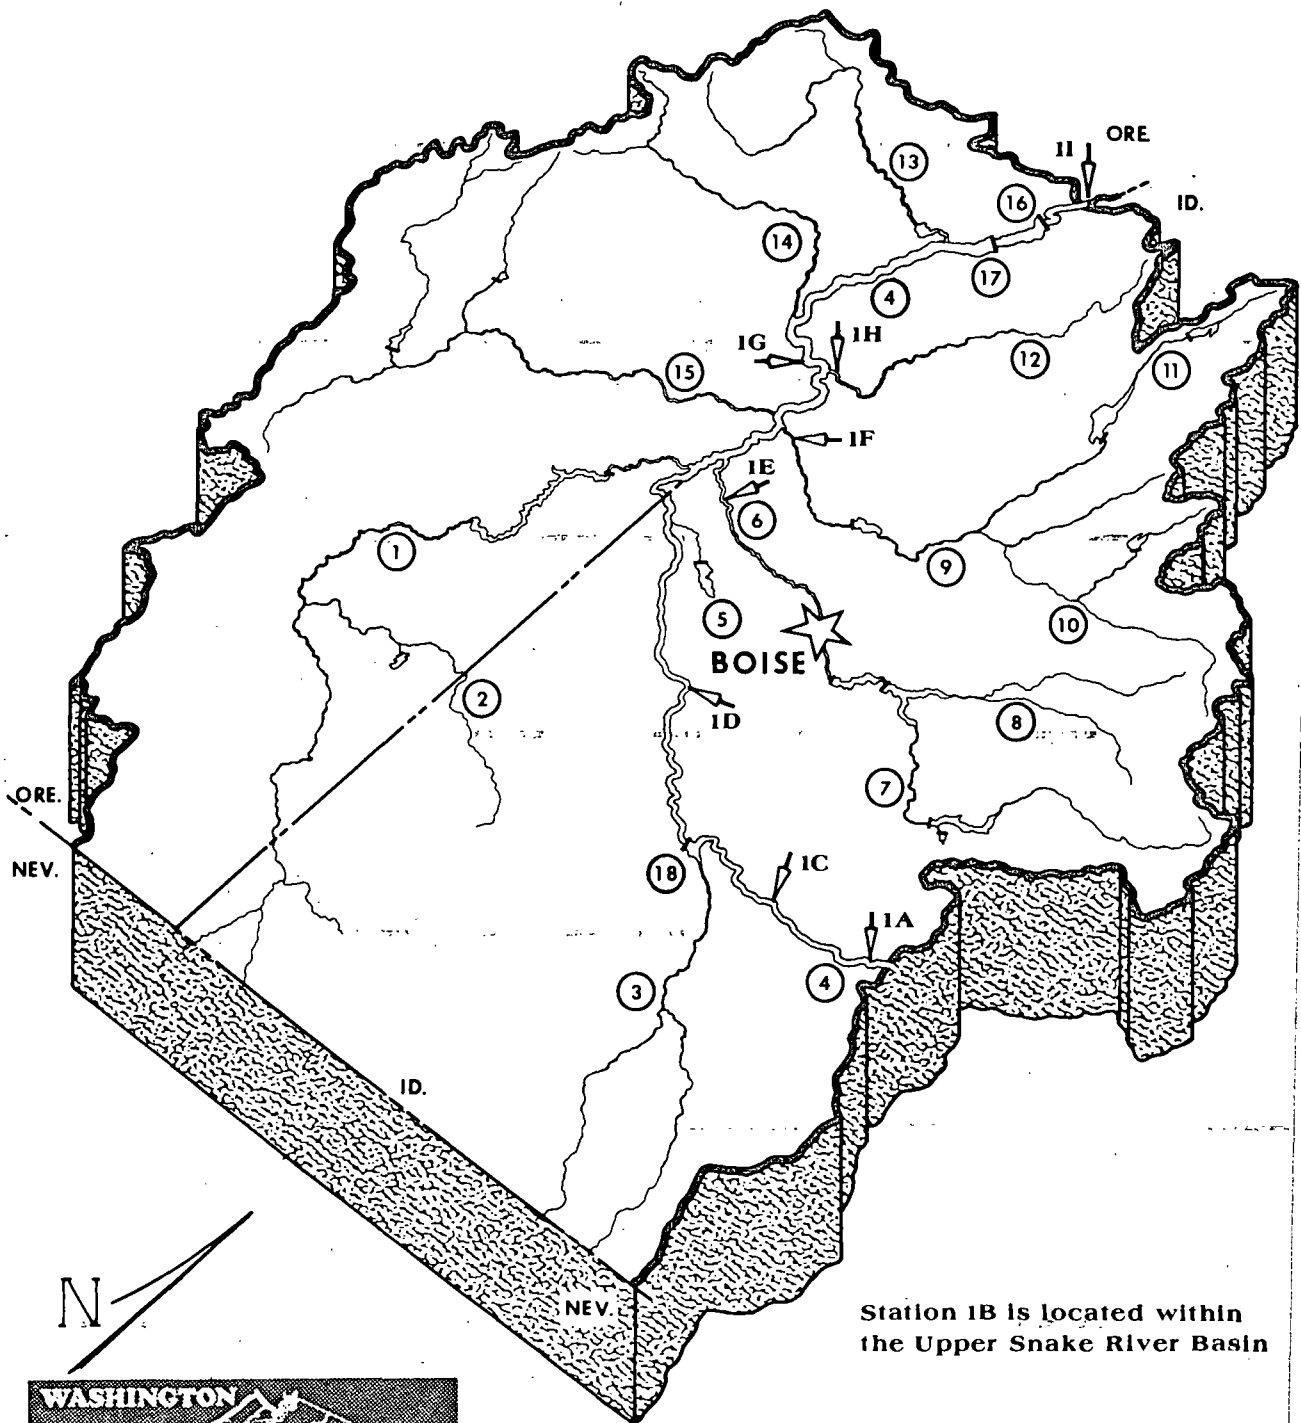 1I
ORE.
ID.
13
16
14
17
4
1H
1G
12
11
15
1F
1E
6
1
9
5
10
BOISE
2
1D
8
7
ORE.
NEV.
18
1C
1A
3
4
ID.
N
NEV.
Station 1B is located within
the Upper Snake River Basin
WASHINGTON